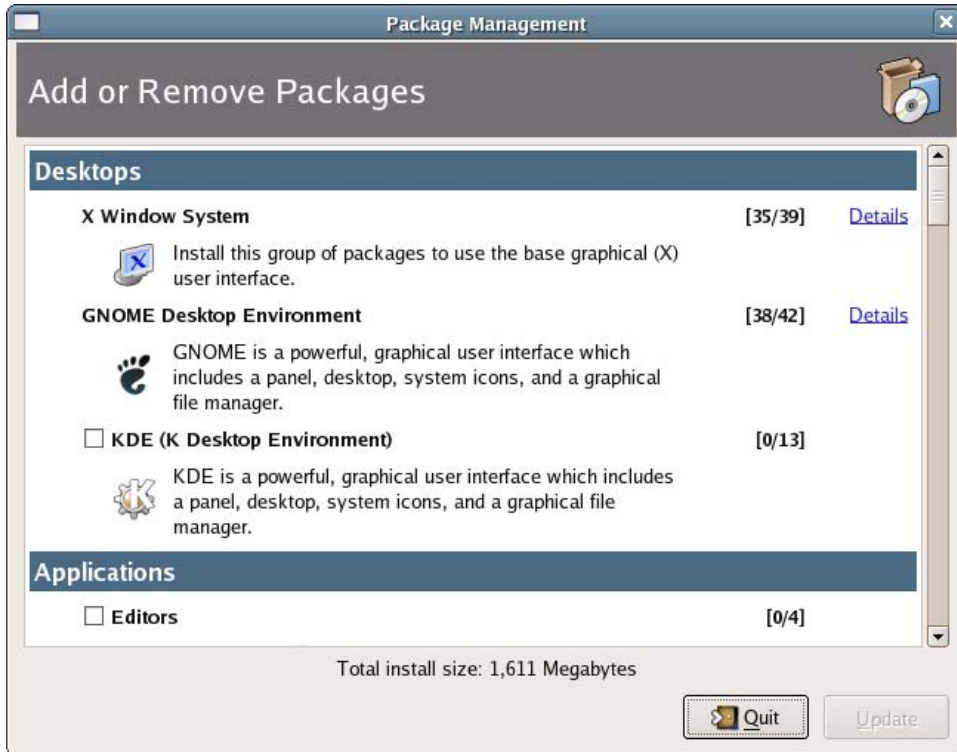 Package Management
Add or Remove Packages
Desktops
X Window System [35/39] Details
Install this group of packages to use the base graphical (X)
user interface.
GNOME Desktop Environment [38/42] Details
GNOME is a powerful, graphical user interface which
includes a panel, desktop, system icons, and a graphical
file manager.
KDE (K Desktop Environment) [0/13]
KDE is a powerful, graphical user interface which includes
a panel, desktop, system icons, and a graphical file
manager.
Applications
Editors [0/4]
Total install size: 1,611 Megabytes
Quit Update